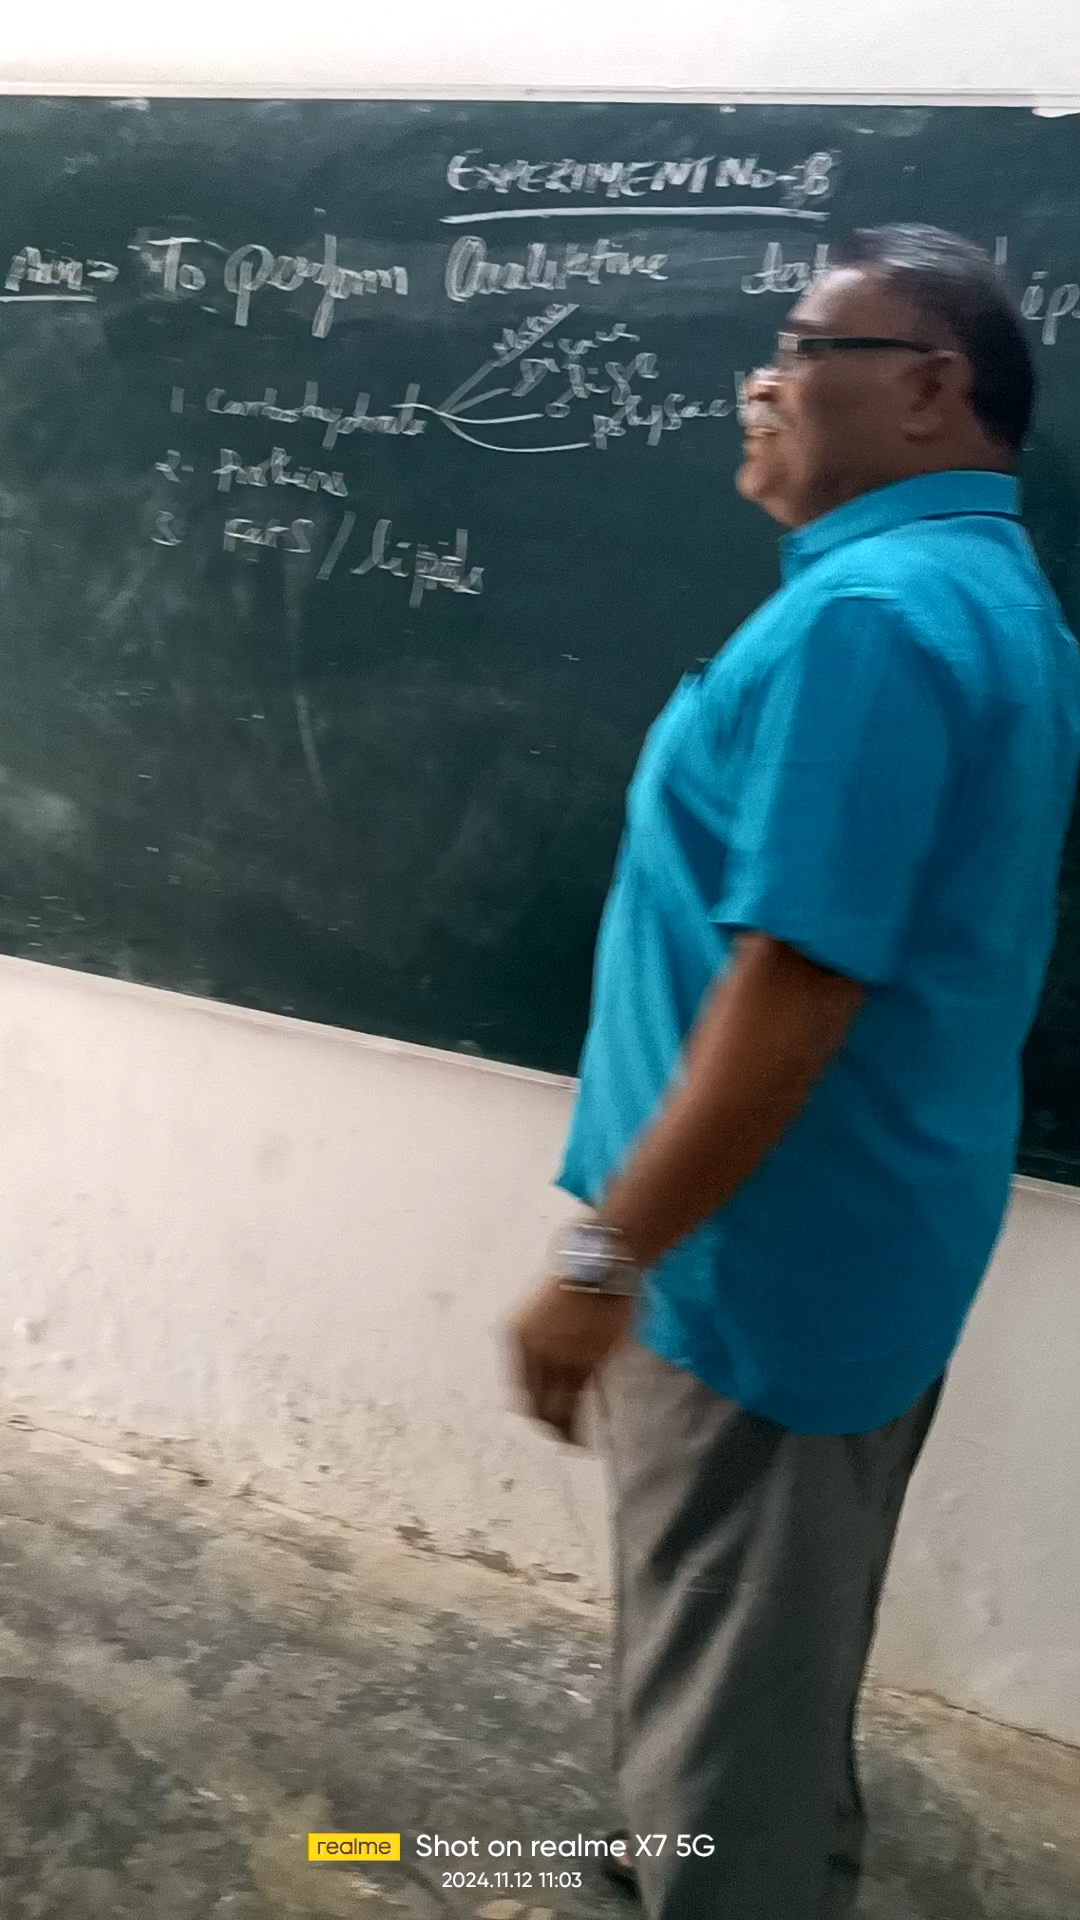 EXPERIMENT No-8
Aim= To perform Qualitative
1. Carbohydrate
polysac
2- Proteins
3. Fats / lipids
realme Shot on realme X7 5G
2024.11.12 11:03